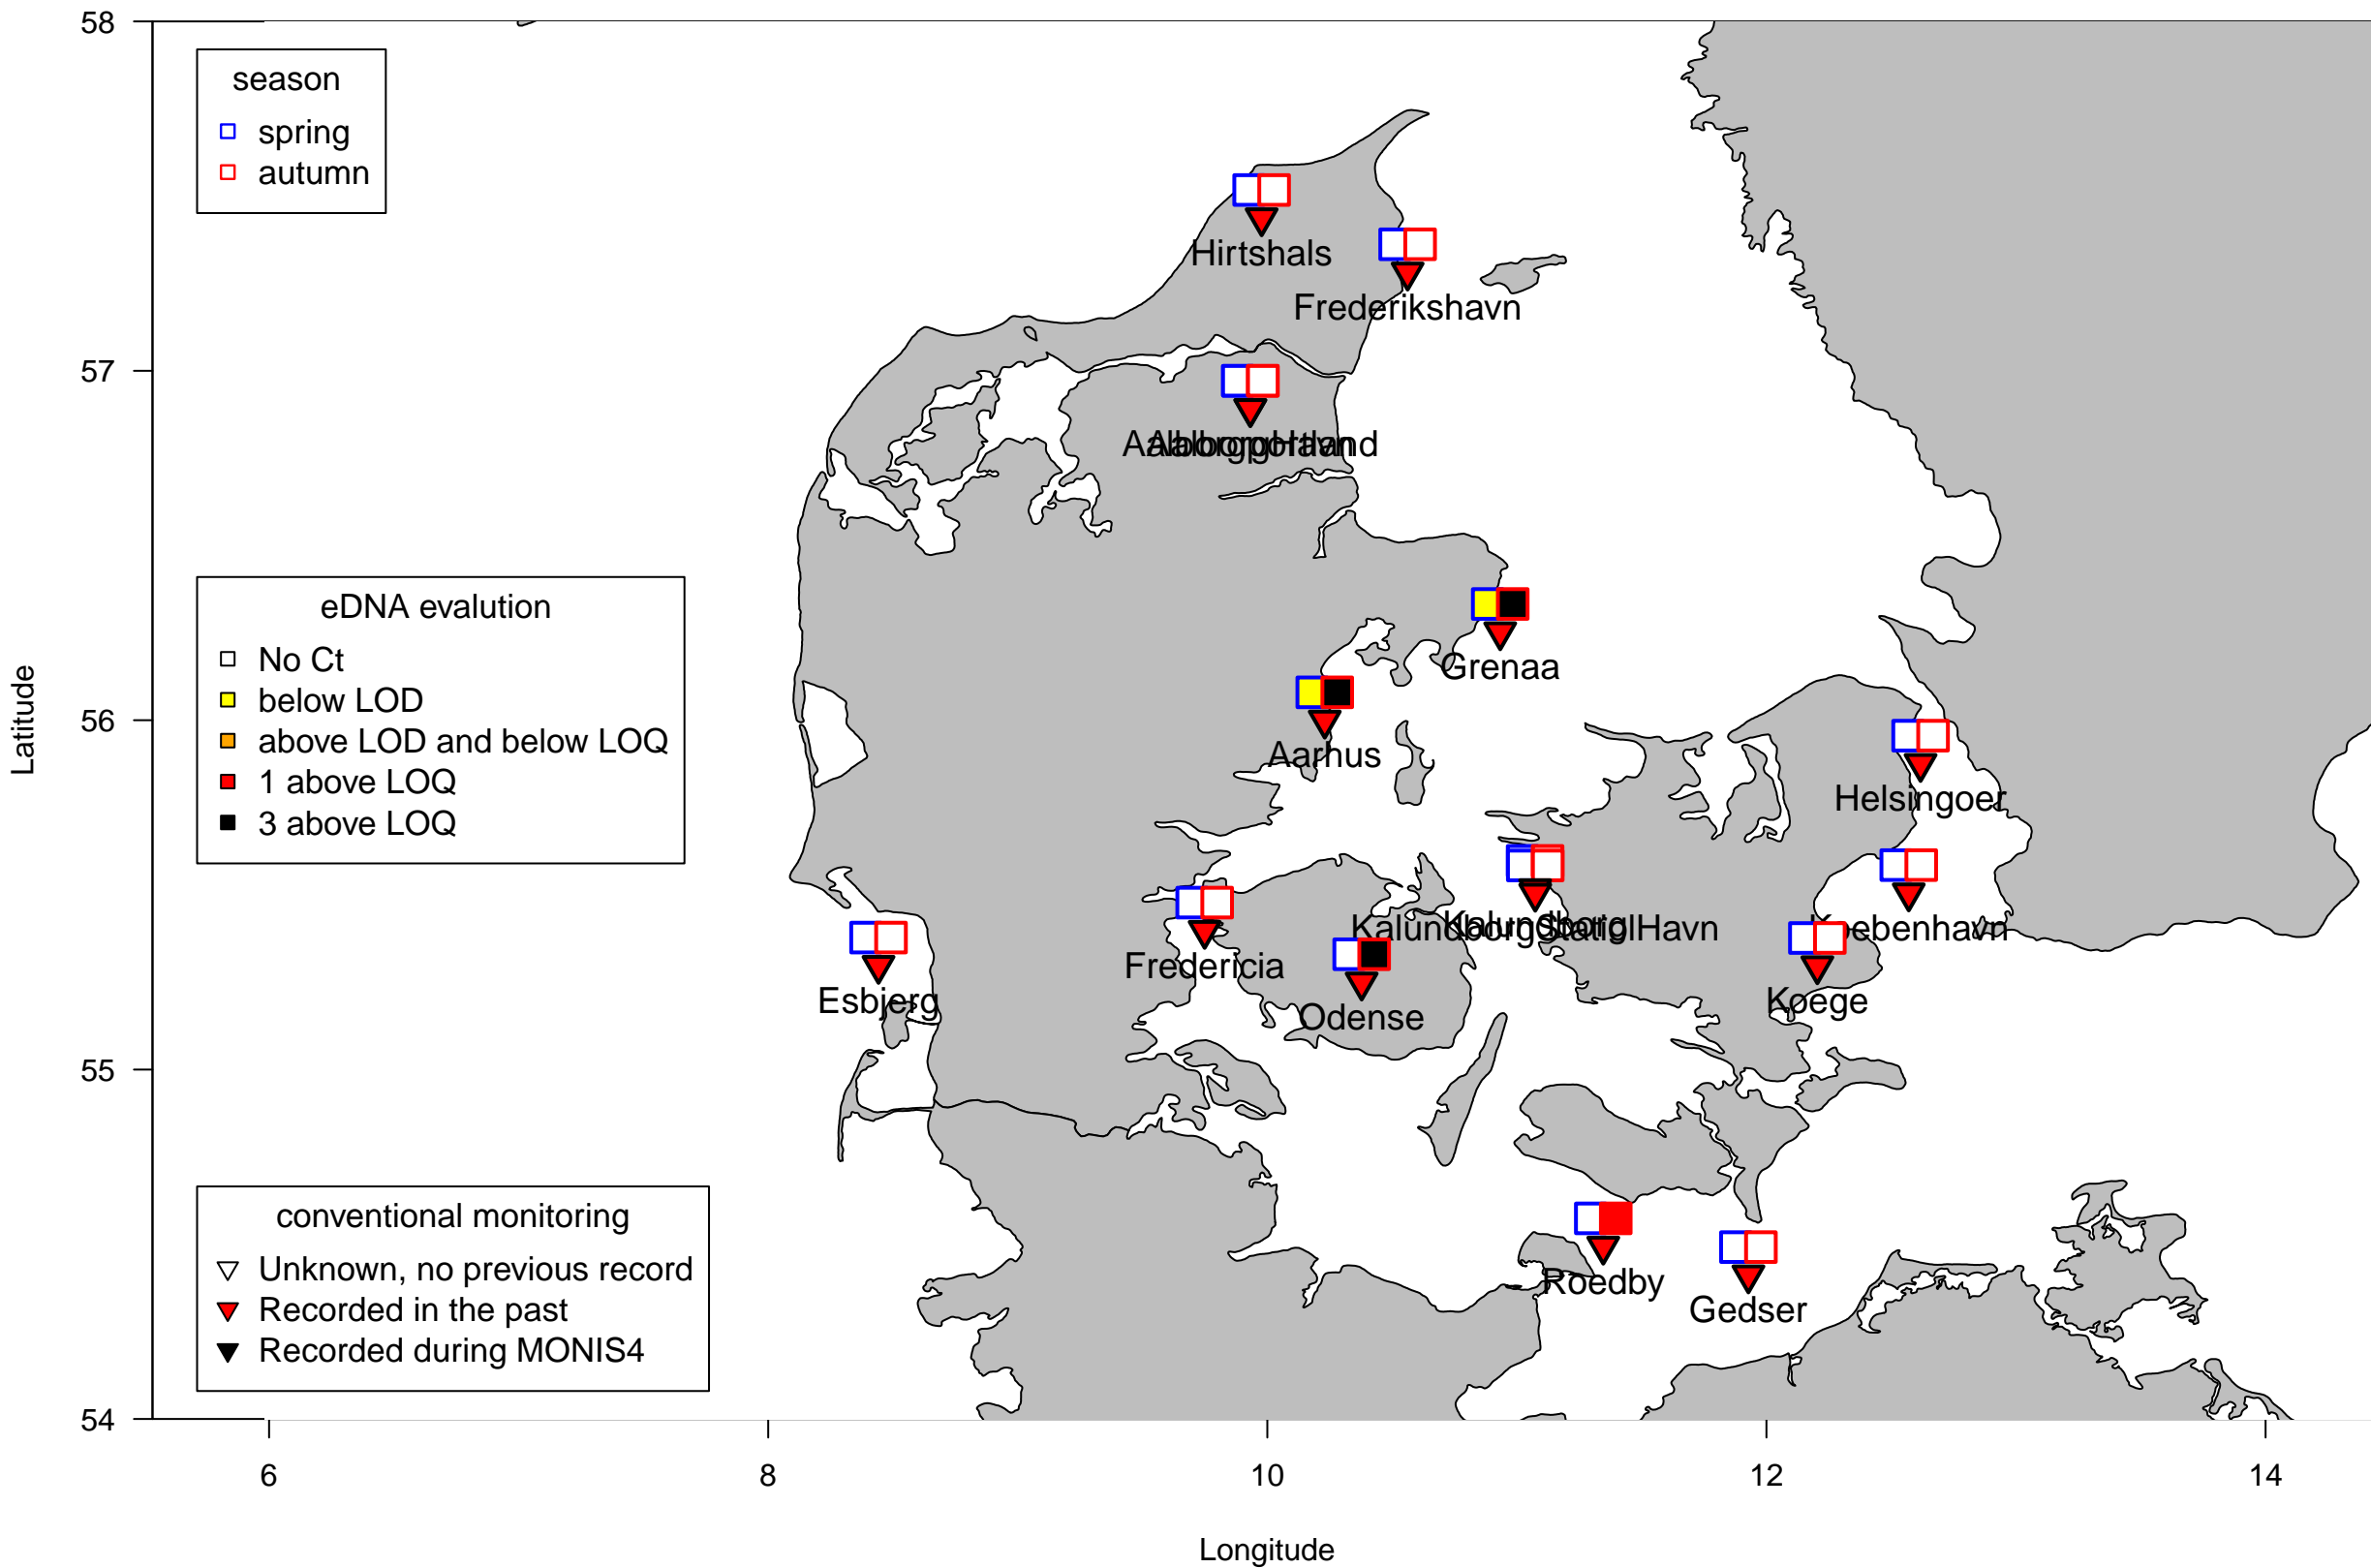 58
season
spring
autumn
Hirtshals
Frederikshavn
57
Grenaa
eDNA evalution
No Ct
below LOD
above LOD and below LOQ
1 above LOQ
3 above LOQ
56
Aarhus
Helsingoer
Latitude
Koebenhavn
Fredericia
Esbjerg
Odense
Koege
55
conventional monitoring
Unknown, no previous record
Recorded in the past
Recorded during MONIS4
Roedby
Gedser
54
6
8
10
12
14
Longitude